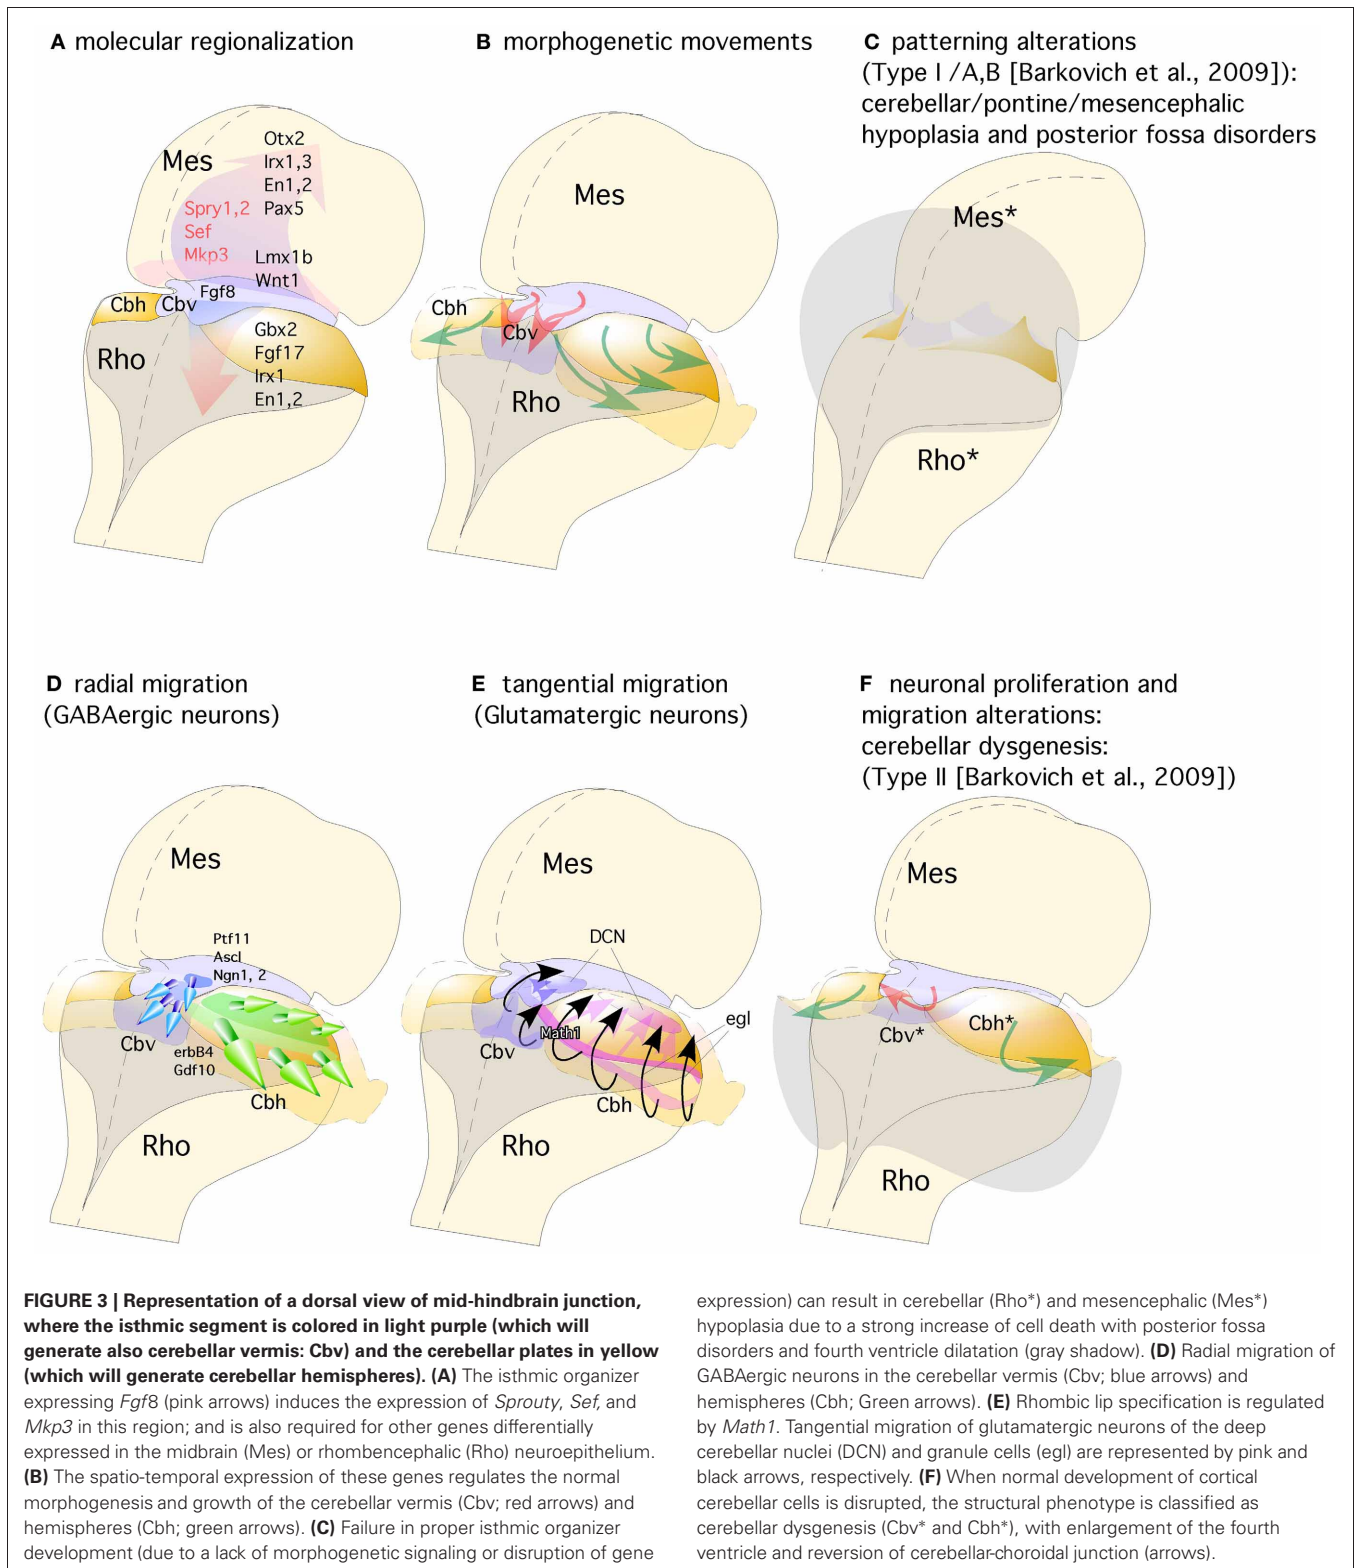 A molecular regionalization
Mes
Otx2
Irx1,3
En1,2
Pax5
Spry1,2
Sef
Mkp3
Lmx1b
Wnt1
Fgf8
Cbh
Cbv
Rho
Gbx2
Fgf17
Irx1
En1,2
B morphogenetic movements
Mes
Cbh
Cbv
Rho
C patterning alterations
(Type I /A,B [Barkovich et al., 2009]):
cerebellar/pontine/mesencephalic
hypoplasia and posterior fossa disorders
Mes*
Rho*
D radial migration
(GABAergic neurons)
Mes
Ptf11
Ascl
Ngn1, 2
Cbv
erbB4
Gdf10
Cbh
Rho
E tangential migration
(Glutamatergic neurons)
Mes
DCN
egl
Math1
Cbv
Cbh
Rho
F neuronal proliferation and
migration alterations:
cerebellar dysgenesis:
(Type II [Barkovich et al., 2009])
Mes
Cbv*
Cbh*
Rho
FIGURE 3 | Representation of a dorsal view of mid-hindbrain junction,
where the isthmic segment is colored in light purple (which will
generate also cerebellar vermis: Cbv) and the cerebellar plates in yellow
(which will generate cerebellar hemispheres). (A) The isthmic organizer
expressing Fgf8 (pink arrows) induces the expression of Sprouty, Sef, and
Mkp3 in this region; and is also required for other genes differentially
expressed in the midbrain (Mes) or rhombencephalic (Rho) neuroepithelium.
(B) The spatio-temporal expression of these genes regulates the normal
morphogenesis and growth of the cerebellar vermis (Cbv; red arrows) and
hemispheres (Cbh; green arrows). (C) Failure in proper isthmic organizer
development (due to a lack of morphogenetic signaling or disruption of gene
expression) can result in cerebellar (Rho*) and mesencephalic (Mes*)
hypoplasia due to a strong increase of cell death with posterior fossa
disorders and fourth ventricle dilatation (gray shadow). (D) Radial migration of
GABAergic neurons in the cerebellar vermis (Cbv; blue arrows) and
hemispheres (Cbh; Green arrows). (E) Rhombic lip specification is regulated
by Math1. Tangential migration of glutamatergic neurons of the deep
cerebellar nuclei (DCN) and granule cells (egl) are represented by pink and
black arrows, respectively. (F) When normal development of cortical
cerebellar cells is disrupted, the structural phenotype is classified as
cerebellar dysgenesis (Cbv* and Cbh*), with enlargement of the fourth
ventricle and reversion of cerebellar-choroidal junction (arrows).